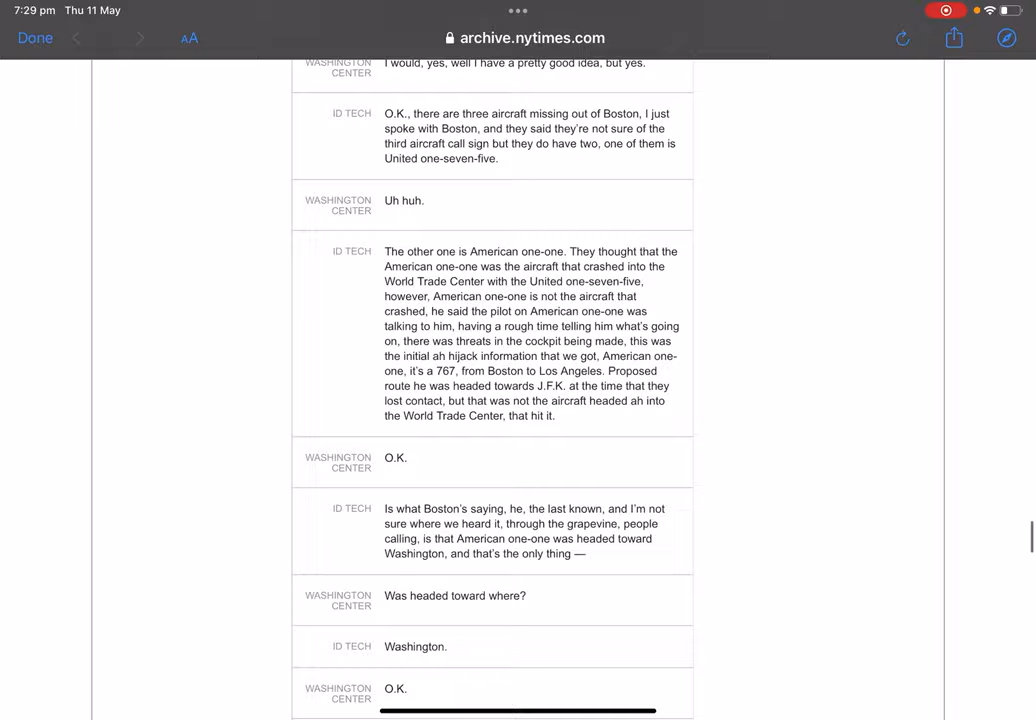 7:29 pm Thu 11 May
Done
AA
archive.nytimes.com
WASHINGTON
CENTER
I would, yes, well I have a pretty good idea, but yes.
ID TECH
O.K., there are three aircraft missing out of Boston, I just
spoke with Boston, and they said they're not sure of the
third aircraft call sign but they do have two, one of them is
United one-seven-five.
WASHINGTON
CENTER
Uh huh.
ID TECH
The other one is American one-one. They thought that the
American one-one was the aircraft that crashed into the
World Trade Center with the United one-seven-five,
however, American one-one is not the aircraft that
crashed, he said the pilot on American one-one was
talking to him, having a rough time telling him what's going
on, there was threats in the cockpit being made, this was
the initial ah hijack information that we got, American one-
one, it's a 767, from Boston to Los Angeles. Proposed
route he was headed towards J.F.K. at the time that they
lost contact, but that was not the aircraft headed ah into
the World Trade Center, that hit it.
WASHINGTON
CENTER
O.K.
ID TECH
Is what Boston's saying, he, the last known, and I'm not
sure where we heard it, through the grapevine, people
calling, is that American one-one was headed toward
Washington, and that's the only thing —
WASHINGTON
CENTER
Was headed toward where?
ID TECH
Washington.
WASHINGTON
CENTER
O.K.